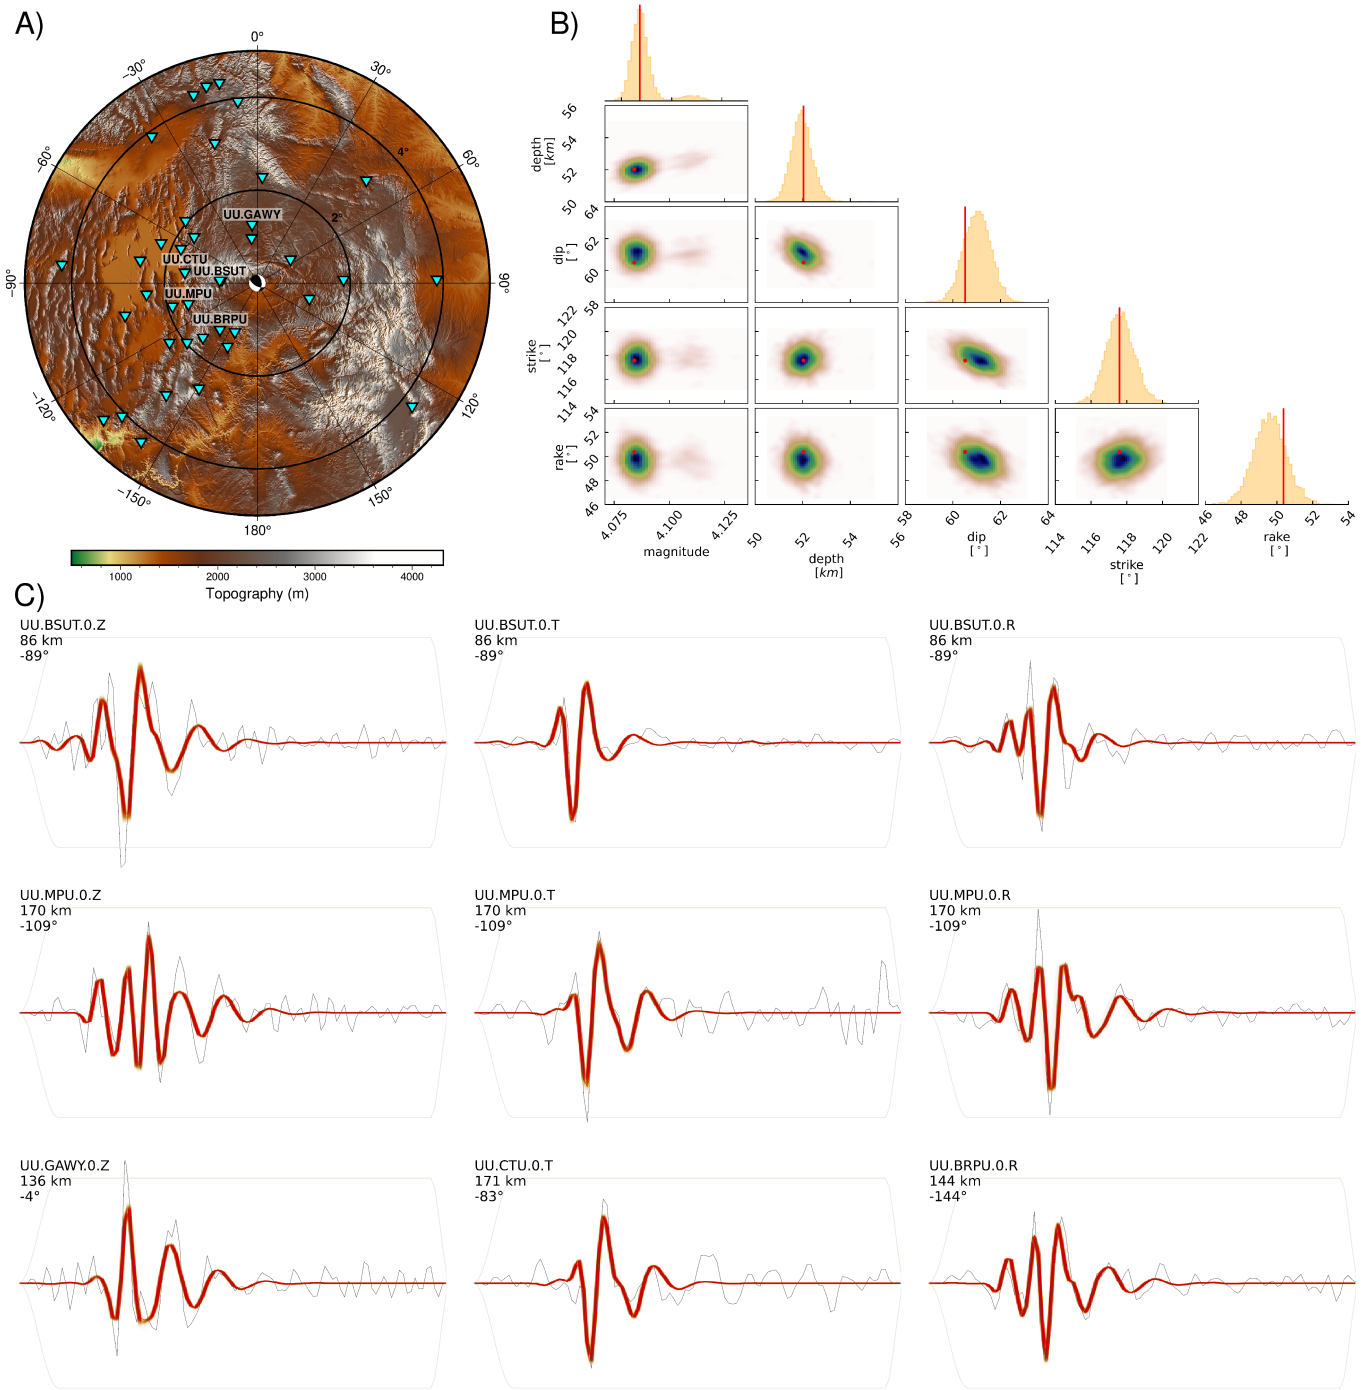 A)
B)
0°
30°
60°
90°
120°
150°
180°
-150°
-120°
-90°
-60°
-30°
4°
2°
UU.GAWY
UU.CTU
UU.BSUT
UU.MPU
UU.BRPU
1000 2000 3000 4000
Topography (m)
depth
[km]
56
54
52
50
dip
[°]
64
62
60
58
strike
[°]
122
120
118
116
114
rake
[°]
54
52
50
48
46
4.075 4.100 4.125
magnitude
50 52 54 56
depth
[km]
58 60 62 64
dip
[°]
114 116 118 120 122
strike
[°]
46 48 50 52 54
rake
[°]
C)
UU.BSUT.0.Z
86 km
-89°
UU.BSUT.0.T
86 km
-89°
UU.BSUT.0.R
86 km
-89°
UU.MPU.0.Z
170 km
-109°
UU.MPU.0.T
170 km
-109°
UU.MPU.0.R
170 km
-109°
UU.GAWY.0.Z
136 km
-4°
UU.CTU.0.T
171 km
-83°
UU.BRPU.0.R
144 km
-144°